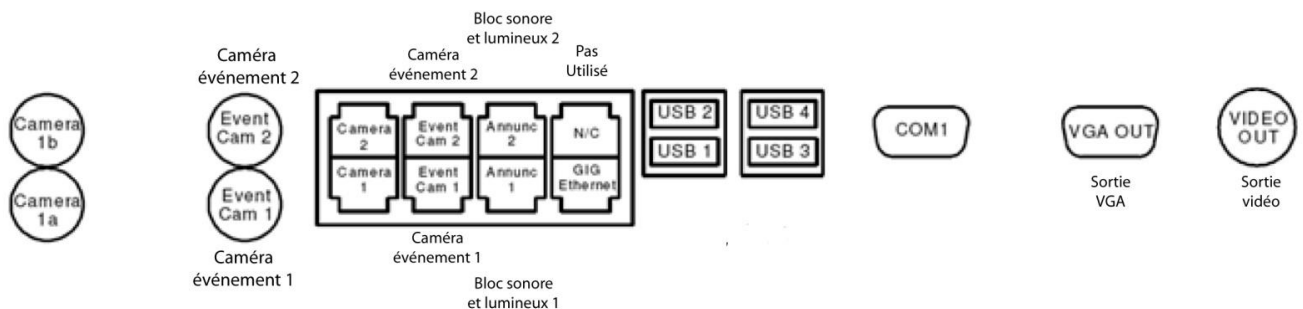 Bloc sonore
et lumineux 2
Caméra
événement 2
Caméra
événement 2
Pas
Utilisé
Camera
1b
Event
Cam 2
Camera
2
Event
Cam 2
Annunc
2
N/C
USB 2
USB 4
COM1
VGA OUT
VIDEO
OUT
Camera
1a
Event
Cam 1
Camera
1
Event
Cam 1
Annunc
1
GIG
Ethernet
USB 1
USB 3
Sortie
VGA
Sortie
vidéo
Caméra
événement 1
Caméra
événement 1
Bloc sonore
et lumineux 1